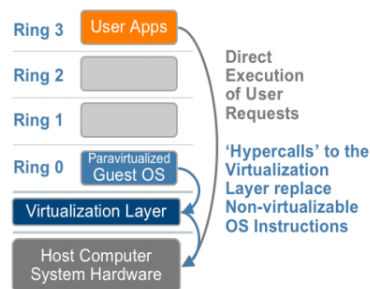 Ring 3
User Apps
Ring 2
Ring 1
Ring 0
Paravirtualized
Guest OS
Virtualization Layer
Host Computer
System Hardware
Direct
Execution
of User
Requests
‘Hypercalls’ to the
Virtualization
Layer replace
Non-virtualizable
OS Instructions